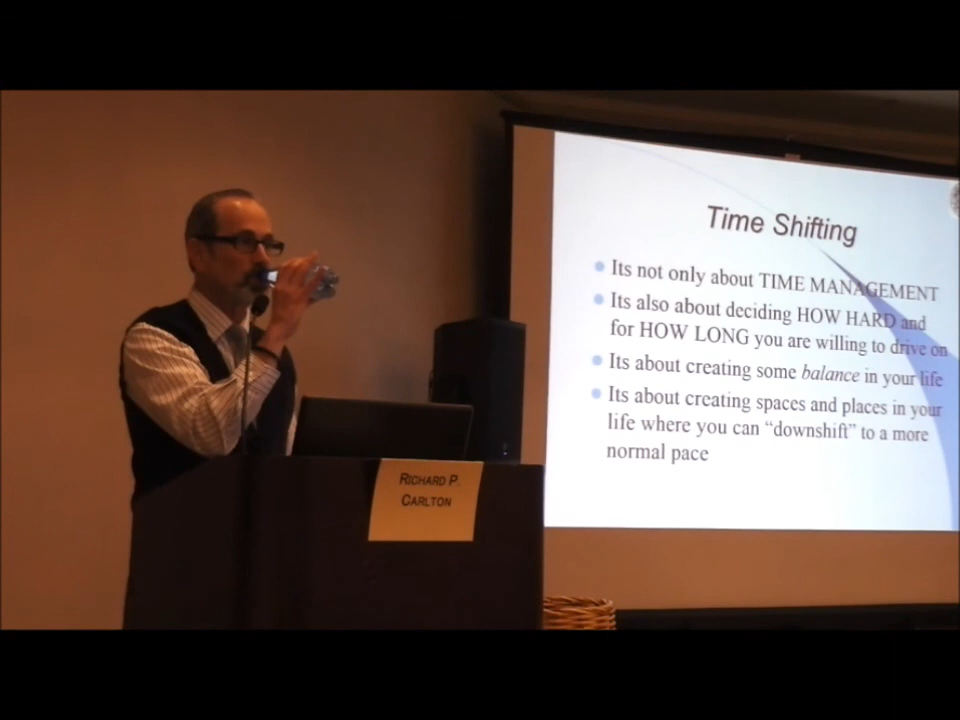 Time Shifting
Its not only about TIME MANAGEMENT
Its also about deciding HOW HARD and
for HOW LONG you are willing to drive on
Its about creating some balance in your life
Its about creating spaces and places in your
life where you can “downshift” to a more
normal pace
RICHARD P.
CARLTON